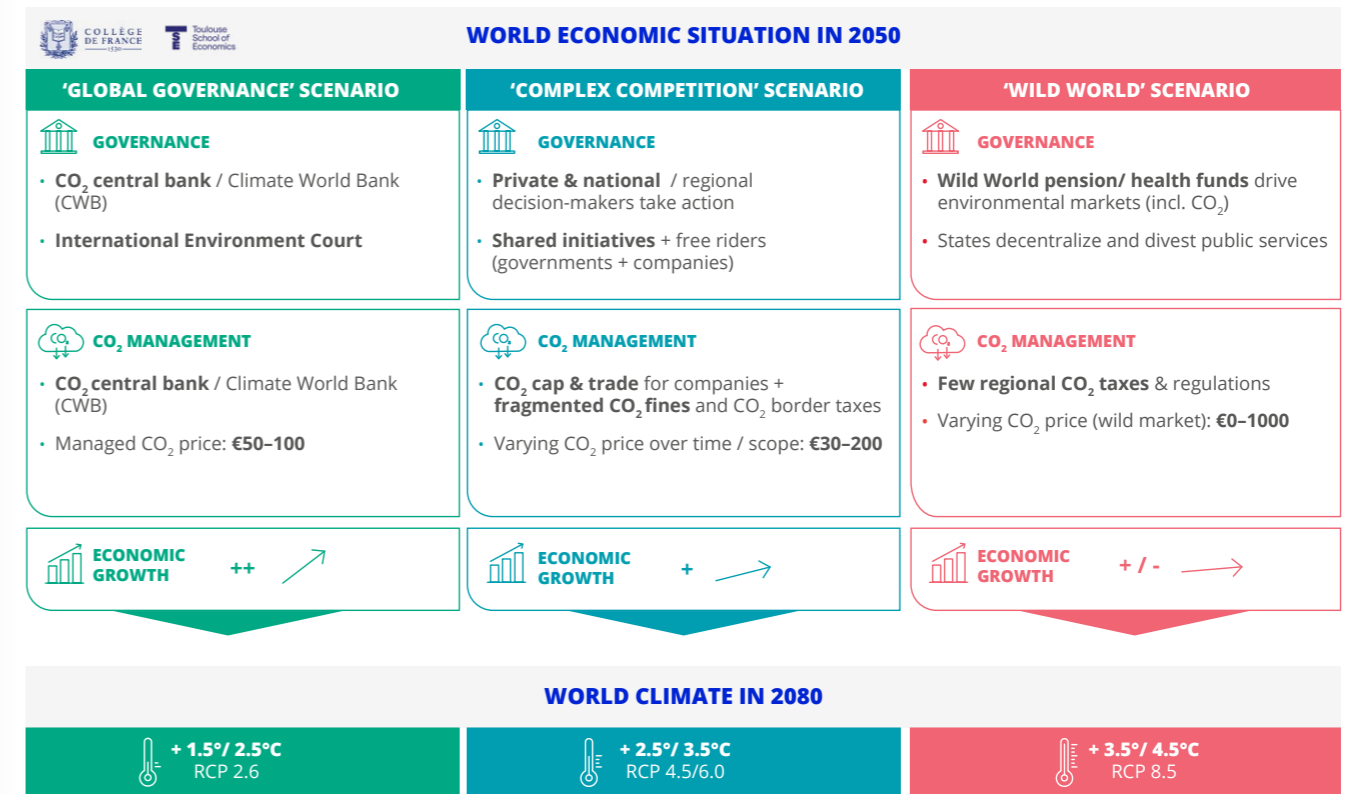 COLLÈGE
DE FRANCE
1530
TSE
Toulouse
School of
Economics
WORLD ECONOMIC SITUATION IN 2050
‘GLOBAL GOVERNANCE’ SCENARIO
GOVERNANCE
• CO₂ central bank / Climate World Bank
(CWB)
• International Environment Court
CO₂
CO₂ MANAGEMENT
• CO₂ central bank / Climate World Bank
(CWB)
• Managed CO₂ price: €50–100
ECONOMIC
GROWTH
++
‘COMPLEX COMPETITION’ SCENARIO
GOVERNANCE
• Private & national / regional
decision-makers take action
• Shared initiatives + free riders
(governments + companies)
CO₂
CO₂ MANAGEMENT
• CO₂ cap & trade for companies +
fragmented CO₂ fines and CO₂ border taxes
• Varying CO₂ price over time / scope: €30–200
ECONOMIC
GROWTH
+
‘WILD WORLD’ SCENARIO
GOVERNANCE
• Wild World pension/ health funds drive
environmental markets (incl. CO₂)
• States decentralize and divest public services
CO₂
CO₂ MANAGEMENT
• Few regional CO₂ taxes & regulations
• Varying CO₂ price (wild market): €0–1000
ECONOMIC
GROWTH
+ / -
WORLD CLIMATE IN 2080
+ 1.5°/ 2.5°C
RCP 2.6
+ 2.5°/ 3.5°C
RCP 4.5/6.0
+ 3.5°/ 4.5°C
RCP 8.5